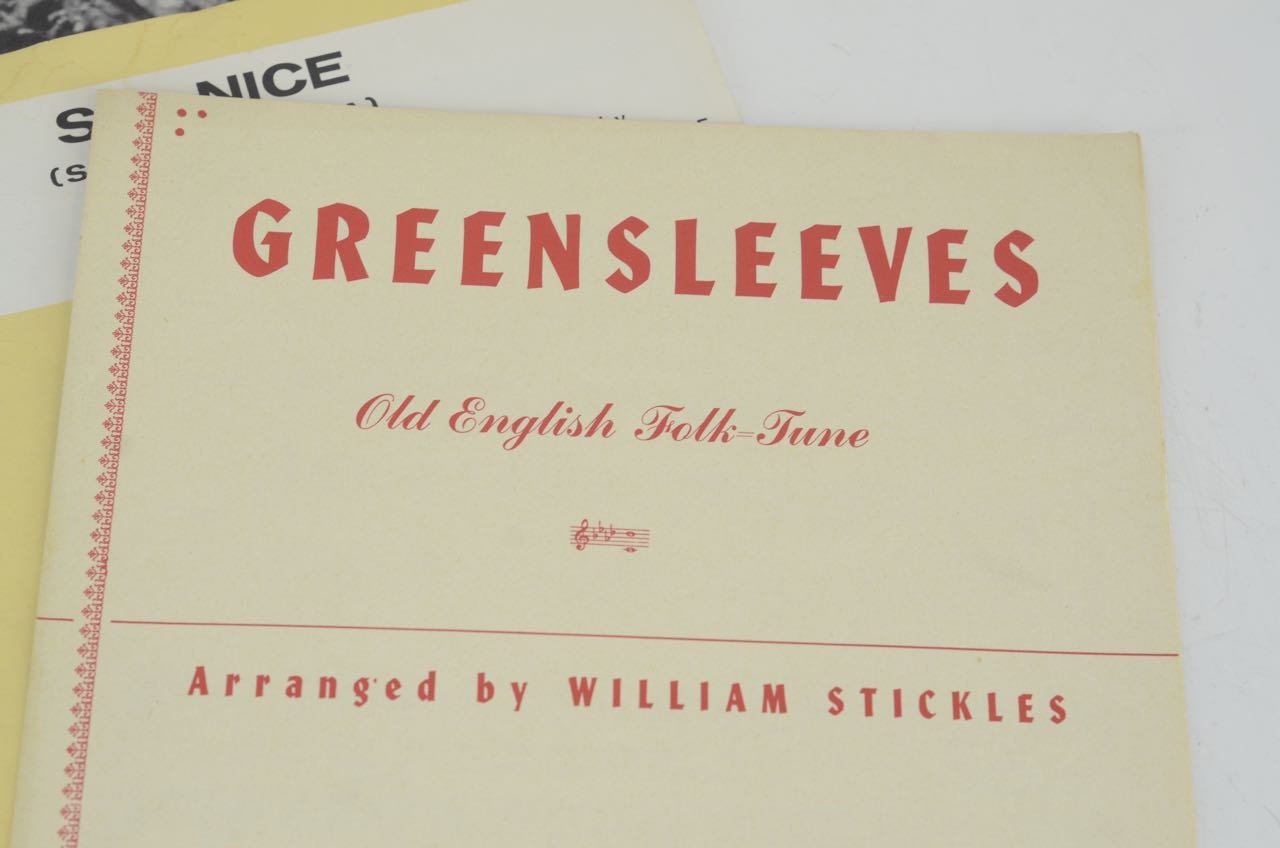 NICE
GREENSLEEVES
Old English Folk-Tune
Arranged by WILLIAM STICKLES